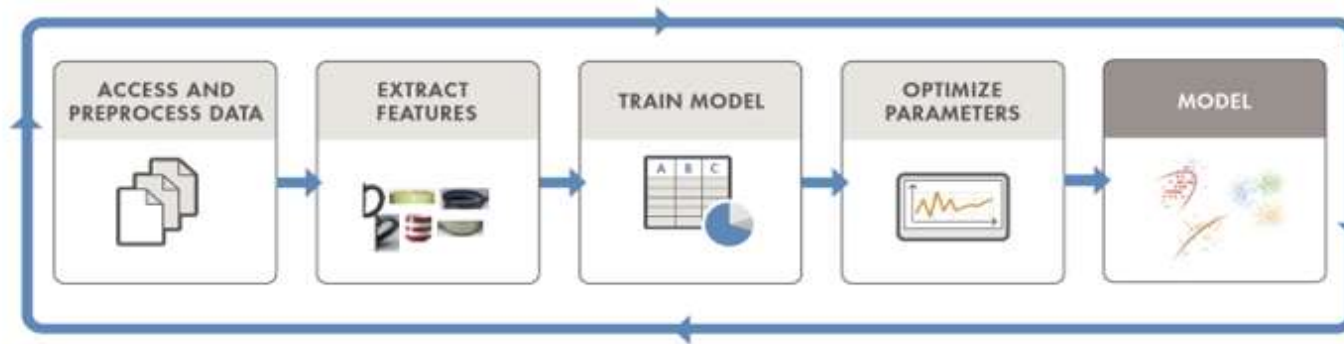 ACCESS AND
PREPROCESS DATA
EXTRACT
FEATURES
TRAIN MODEL
OPTIMIZE
PARAMETERS
MODEL
A B C